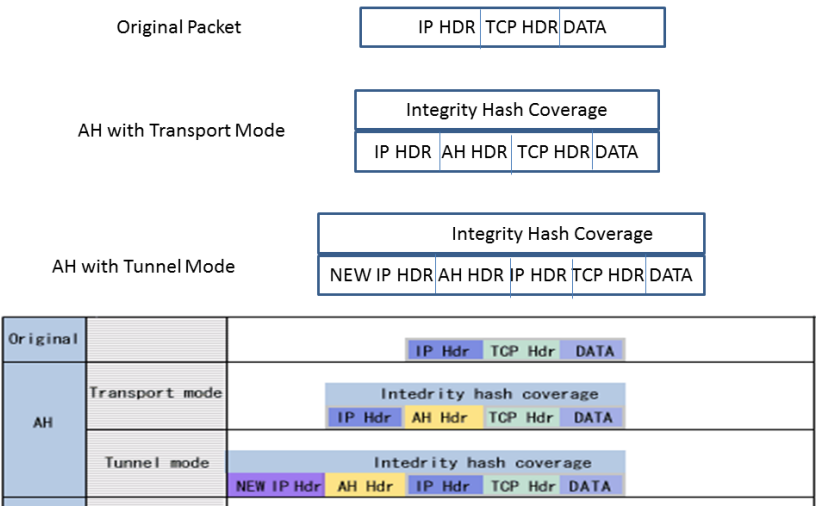 Original Packet
IP HDR TCP HDR DATA
Integrity Hash Coverage
AH with Transport Mode
IP HDR AH HDR TCP HDR DATA
Integrity Hash Coverage
AH with Tunnel Mode
NEW IP HDR AH HDR IP HDR TCP HDR DATA
Original
IP Hdr TCP Hdr DATA
AH
Transport mode
Intedrity hash coverage
IP Hdr AH Hdr TCP Hdr DATA
Tunnel mode
Intedrity hash coverage
NEW IP Hdr AH Hdr IP Hdr TCP Hdr DATA